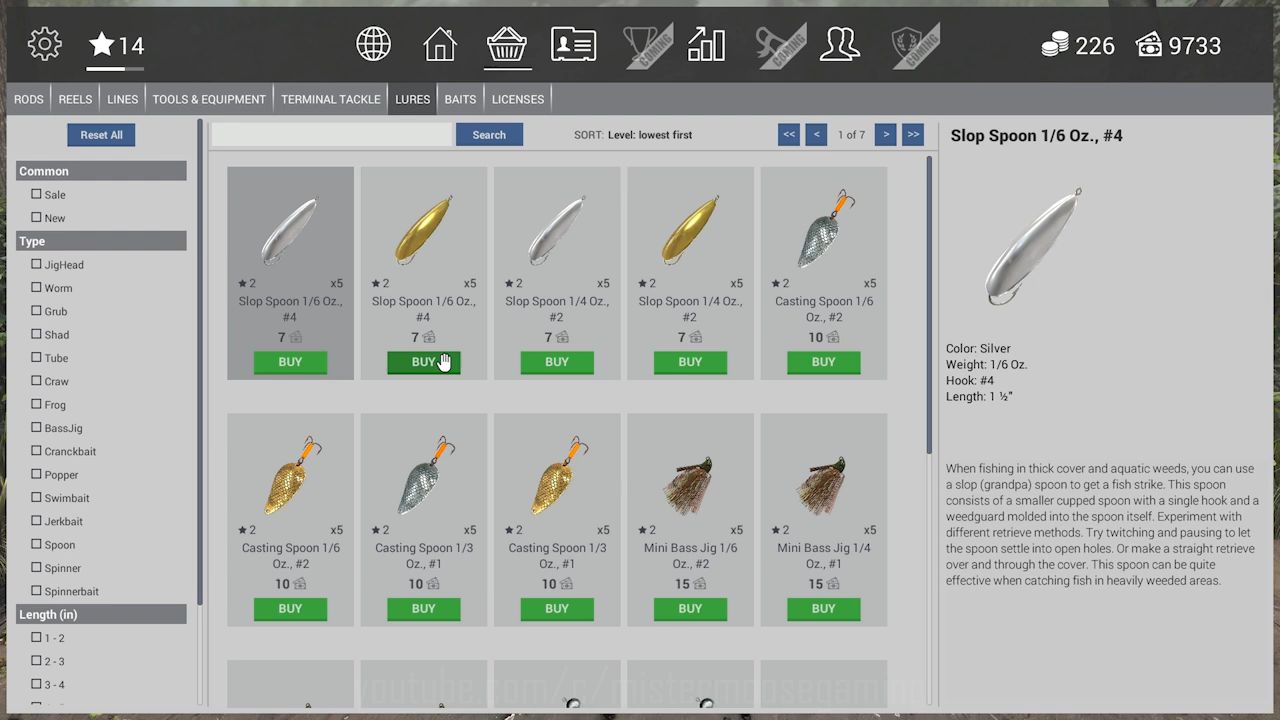 14
COMING
COMING
COMING
226
9733
RODS
REELS
LINES
TOOLS & EQUIPMENT
TERMINAL TACKLE
LURES
BAITS
LICENSES
Reset All
Search
SORT: Level: lowest first
<<
<
1 of 7
>
>>
Common
Sale
New
Type
JigHead
Worm
Grub
Shad
Tube
Craw
Frog
BassJig
Cranckbait
Popper
Swimbait
Jerkbait
Spoon
Spinner
Spinnerbait
Length (in)
1 - 2
2 - 3
3 - 4
2 x5
Slop Spoon 1/6 Oz.,
#4
7
BUY
2 x5
Slop Spoon 1/6 Oz.,
#4
7
BUY
2 x5
Slop Spoon 1/4 Oz.,
#2
7
BUY
2 x5
Slop Spoon 1/4 Oz.,
#2
7
BUY
2 x5
Casting Spoon 1/6
Oz., #2
10
BUY
2 x5
Casting Spoon 1/6
Oz., #2
10
BUY
2 x5
Casting Spoon 1/3
Oz., #1
10
BUY
2 x5
Casting Spoon 1/3
Oz., #1
10
BUY
2 x5
Mini Bass Jig 1/6
Oz., #2
15
BUY
2 x5
Mini Bass Jig 1/4
Oz., #1
15
BUY
Slop Spoon 1/6 Oz., #4
Color: Silver
Weight: 1/6 Oz.
Hook: #4
Length: 1 ½"
When fishing in thick cover and aquatic weeds, you can use
a slop (grandpa) spoon to get a fish strike. This spoon
consists of a smaller cupped spoon with a single hook and a
weedguard molded into the spoon itself. Experiment with
different retrieve methods. Try twitching and pausing to let
the spoon settle into open holes. Or make a straight retrieve
over and through the cover. This spoon can be quite
effective when catching fish in heavily weeded areas.
youtube.com/c/mistermoosegaming